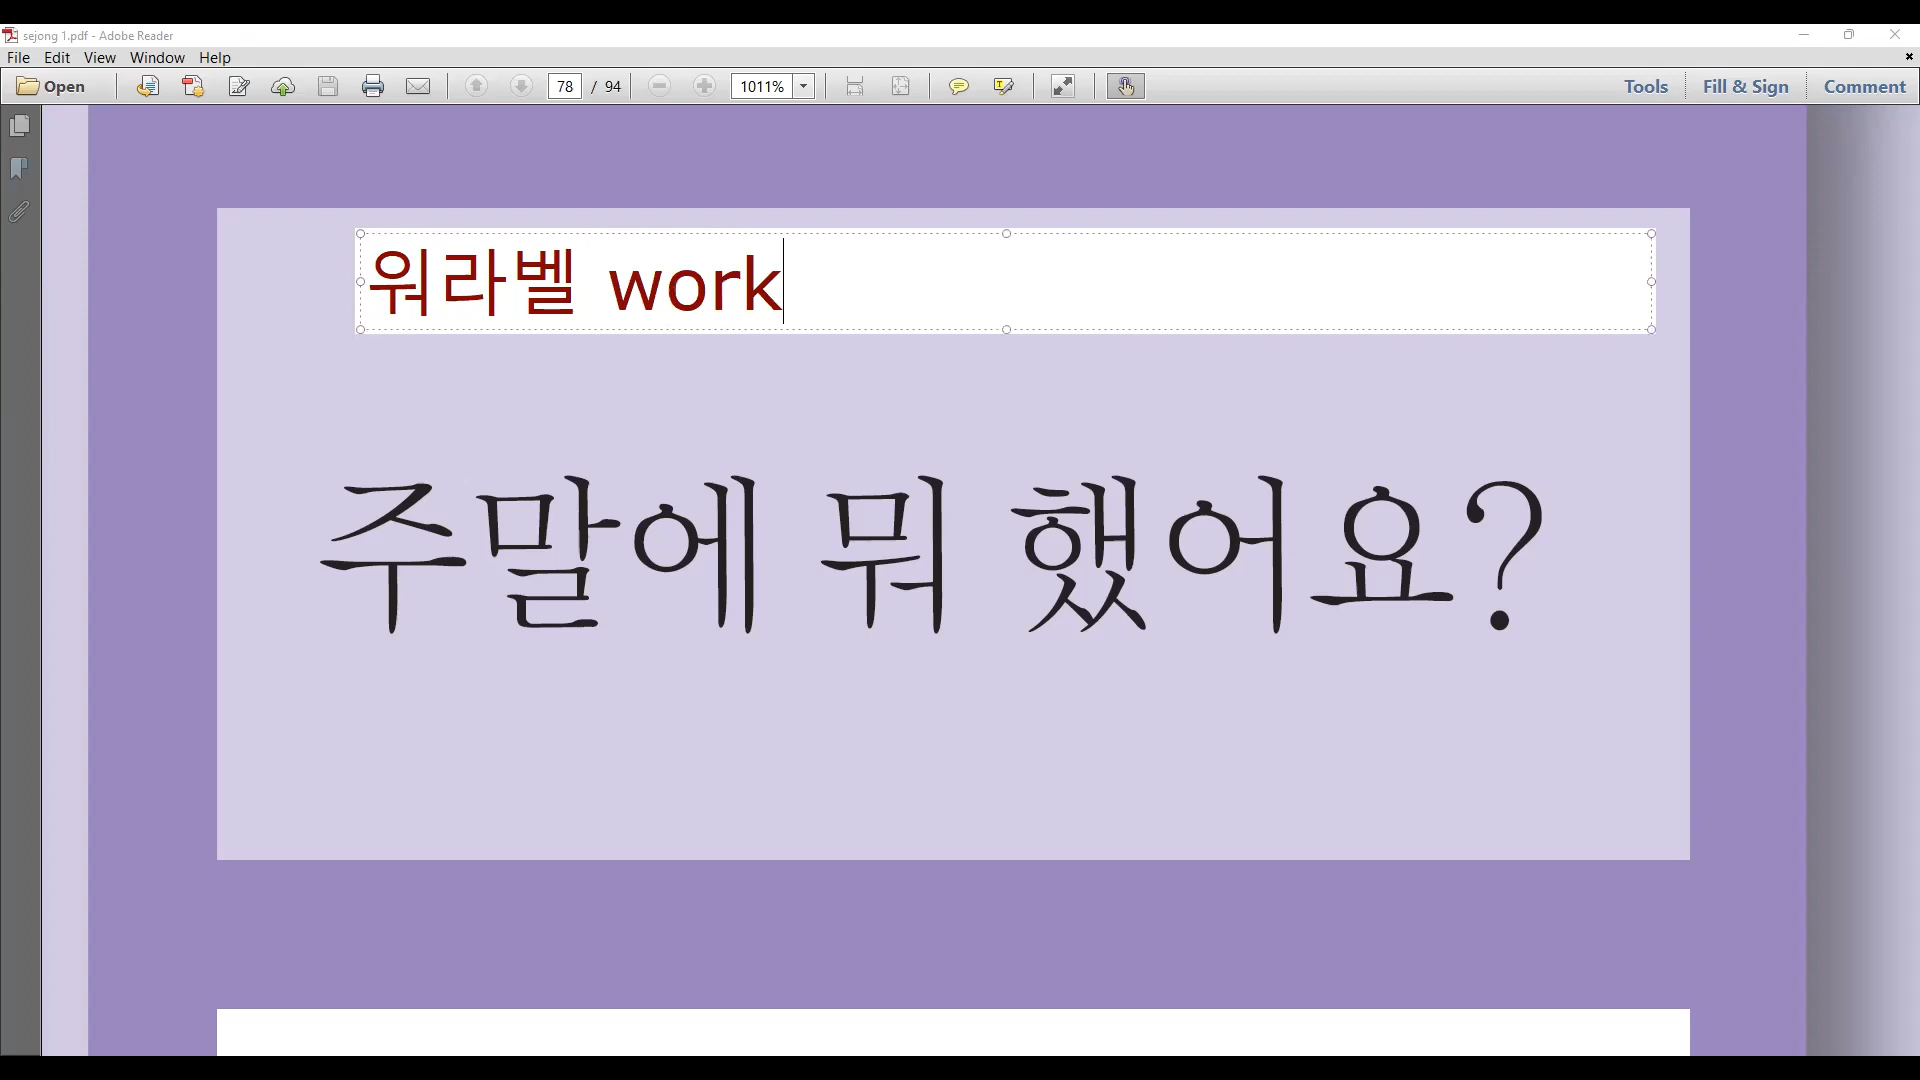 sejong 1.pdf - Adobe Reader
File Edit View Window Help
Open 78 / 94 1011% Tools Fill & Sign Comment
워라벨 work
주말에 뭐 했어요?